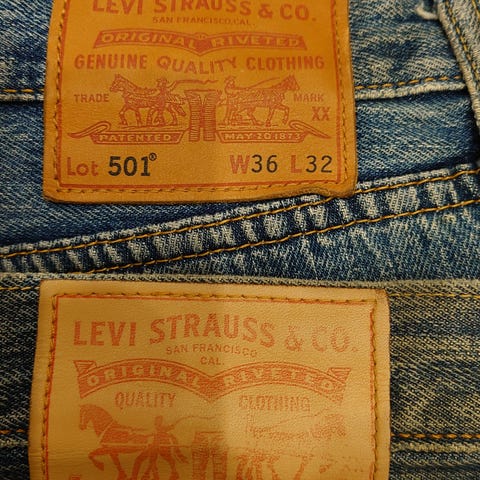 LEVI STRAUSS & CO.
SAN FRANCISCO, CAL.
ORIGINAL RIVETED
GENUINE QUALITY CLOTHING
TRADE MARK
XX
PATENTED MAY 20 1873
Lot 501® W36 L32
LEVI STRAUSS & CO.
SAN FRANCISCO
CAL.
ORIGINAL RIVETED
QUALITY CLOTHING